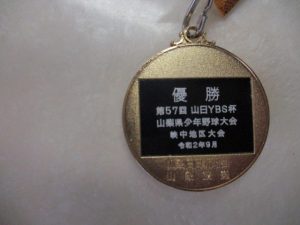 優勝
第57回 山日YBS杯
山梨県少年野球大会
峡中地区大会
令和2年9月